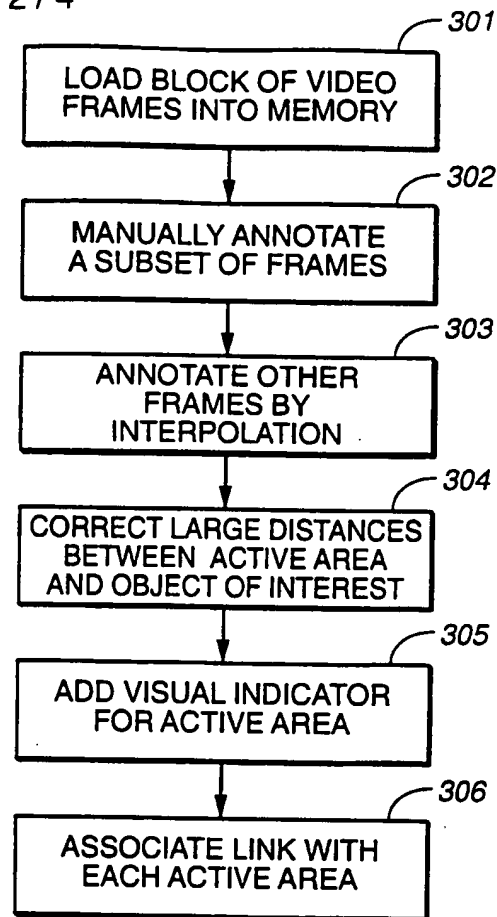 2/4
301
LOAD BLOCK OF VIDEO
FRAMES INTO MEMORY
302
MANUALLY ANNOTATE
A SUBSET OF FRAMES
303
ANNOTATE OTHER
FRAMES BY
INTERPOLATION
304
CORRECT LARGE DISTANCES
BETWEEN ACTIVE AREA
AND OBJECT OF INTEREST
305
ADD VISUAL INDICATOR
FOR ACTIVE AREA
306
ASSOCIATE LINK WITH
EACH ACTIVE AREA